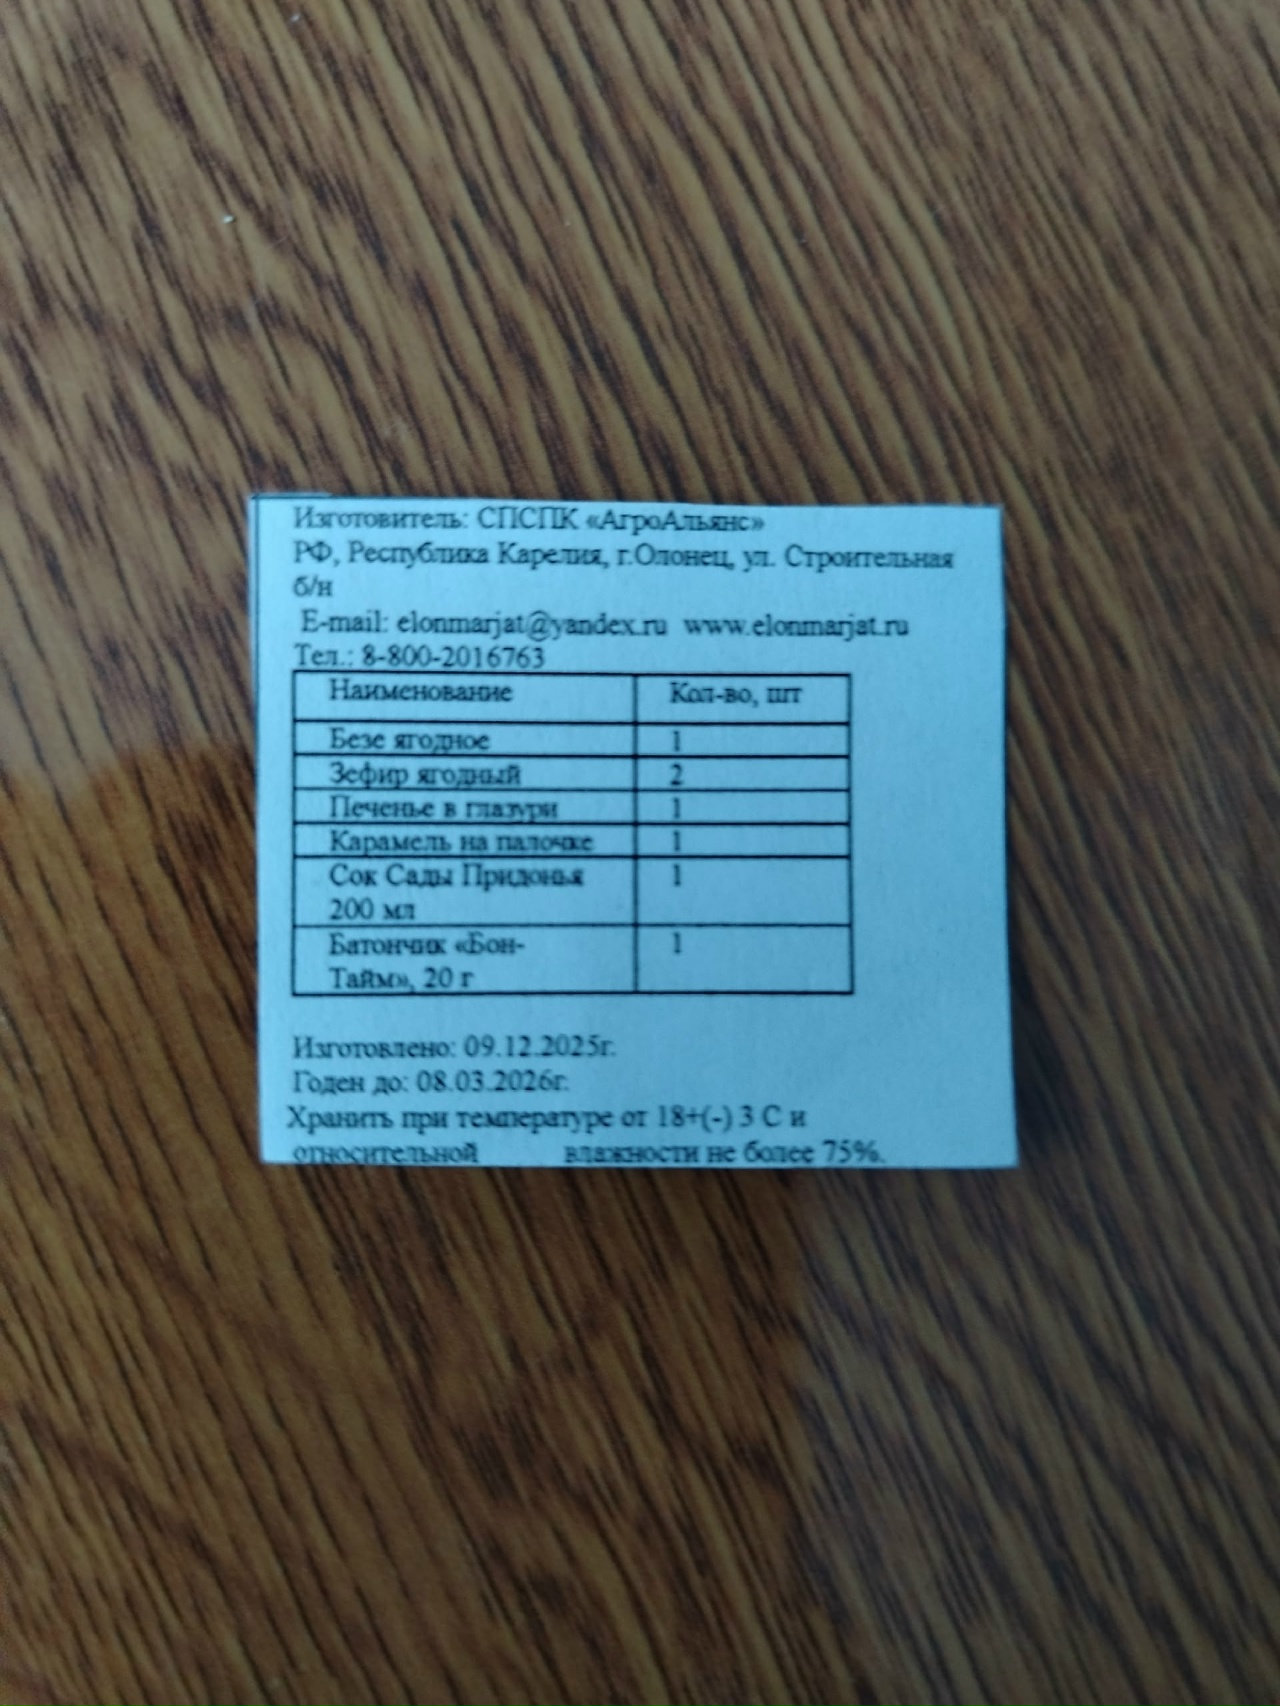 Изготовитель: СПСПК «АгроАльянс»
РФ, Республика Карелия, г.Олонец, ул. Строительная
б/н
E-mail: elonmarjat@yandex.ru www.elonmarjat.ru
Тел.: 8-800-2016763
Наименование Кол-во, шт
Безе ягодное 1
Зефир ягодный 2
Печенье в глазури 1
Карамель на палочке 1
Сок Сады Придонья 1
200 мл
Батончик «Бон- 1
Тайм», 20 г
Изготовлено: 09.12.2025г.
Годен до: 08.03.2026г.
Хранить при температуре от 18+(-) 3 С и
относительной влажности не более 75%.